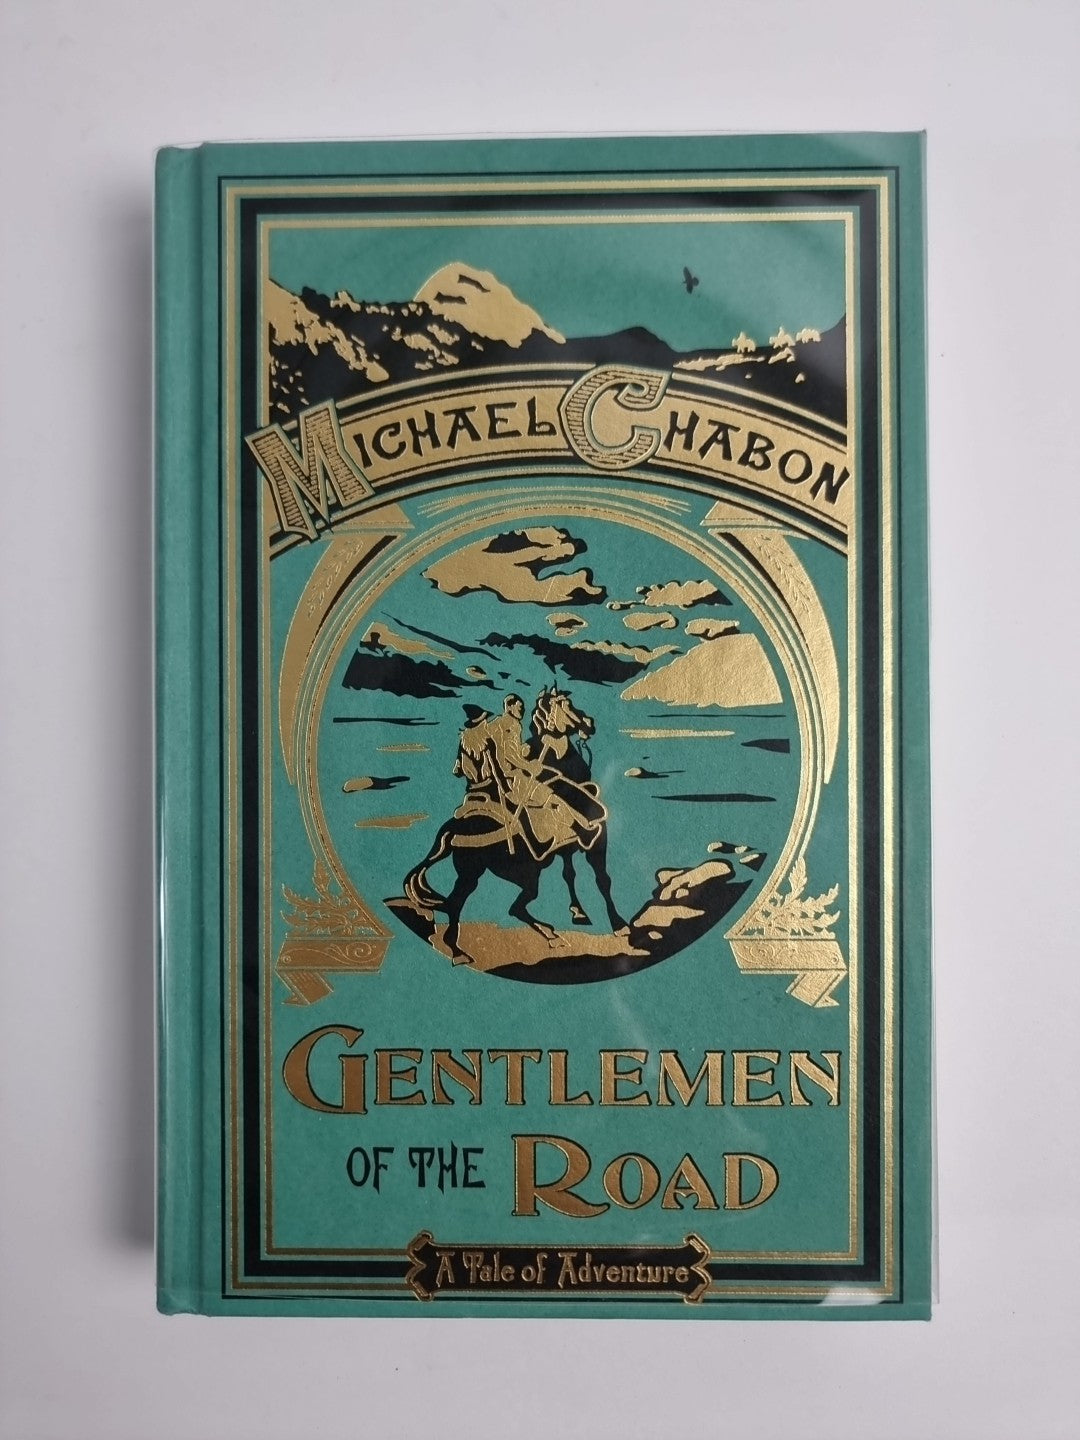 MICHAEL CHABON
GENTLEMEN
OF THE ROAD
A Tale of Adventure